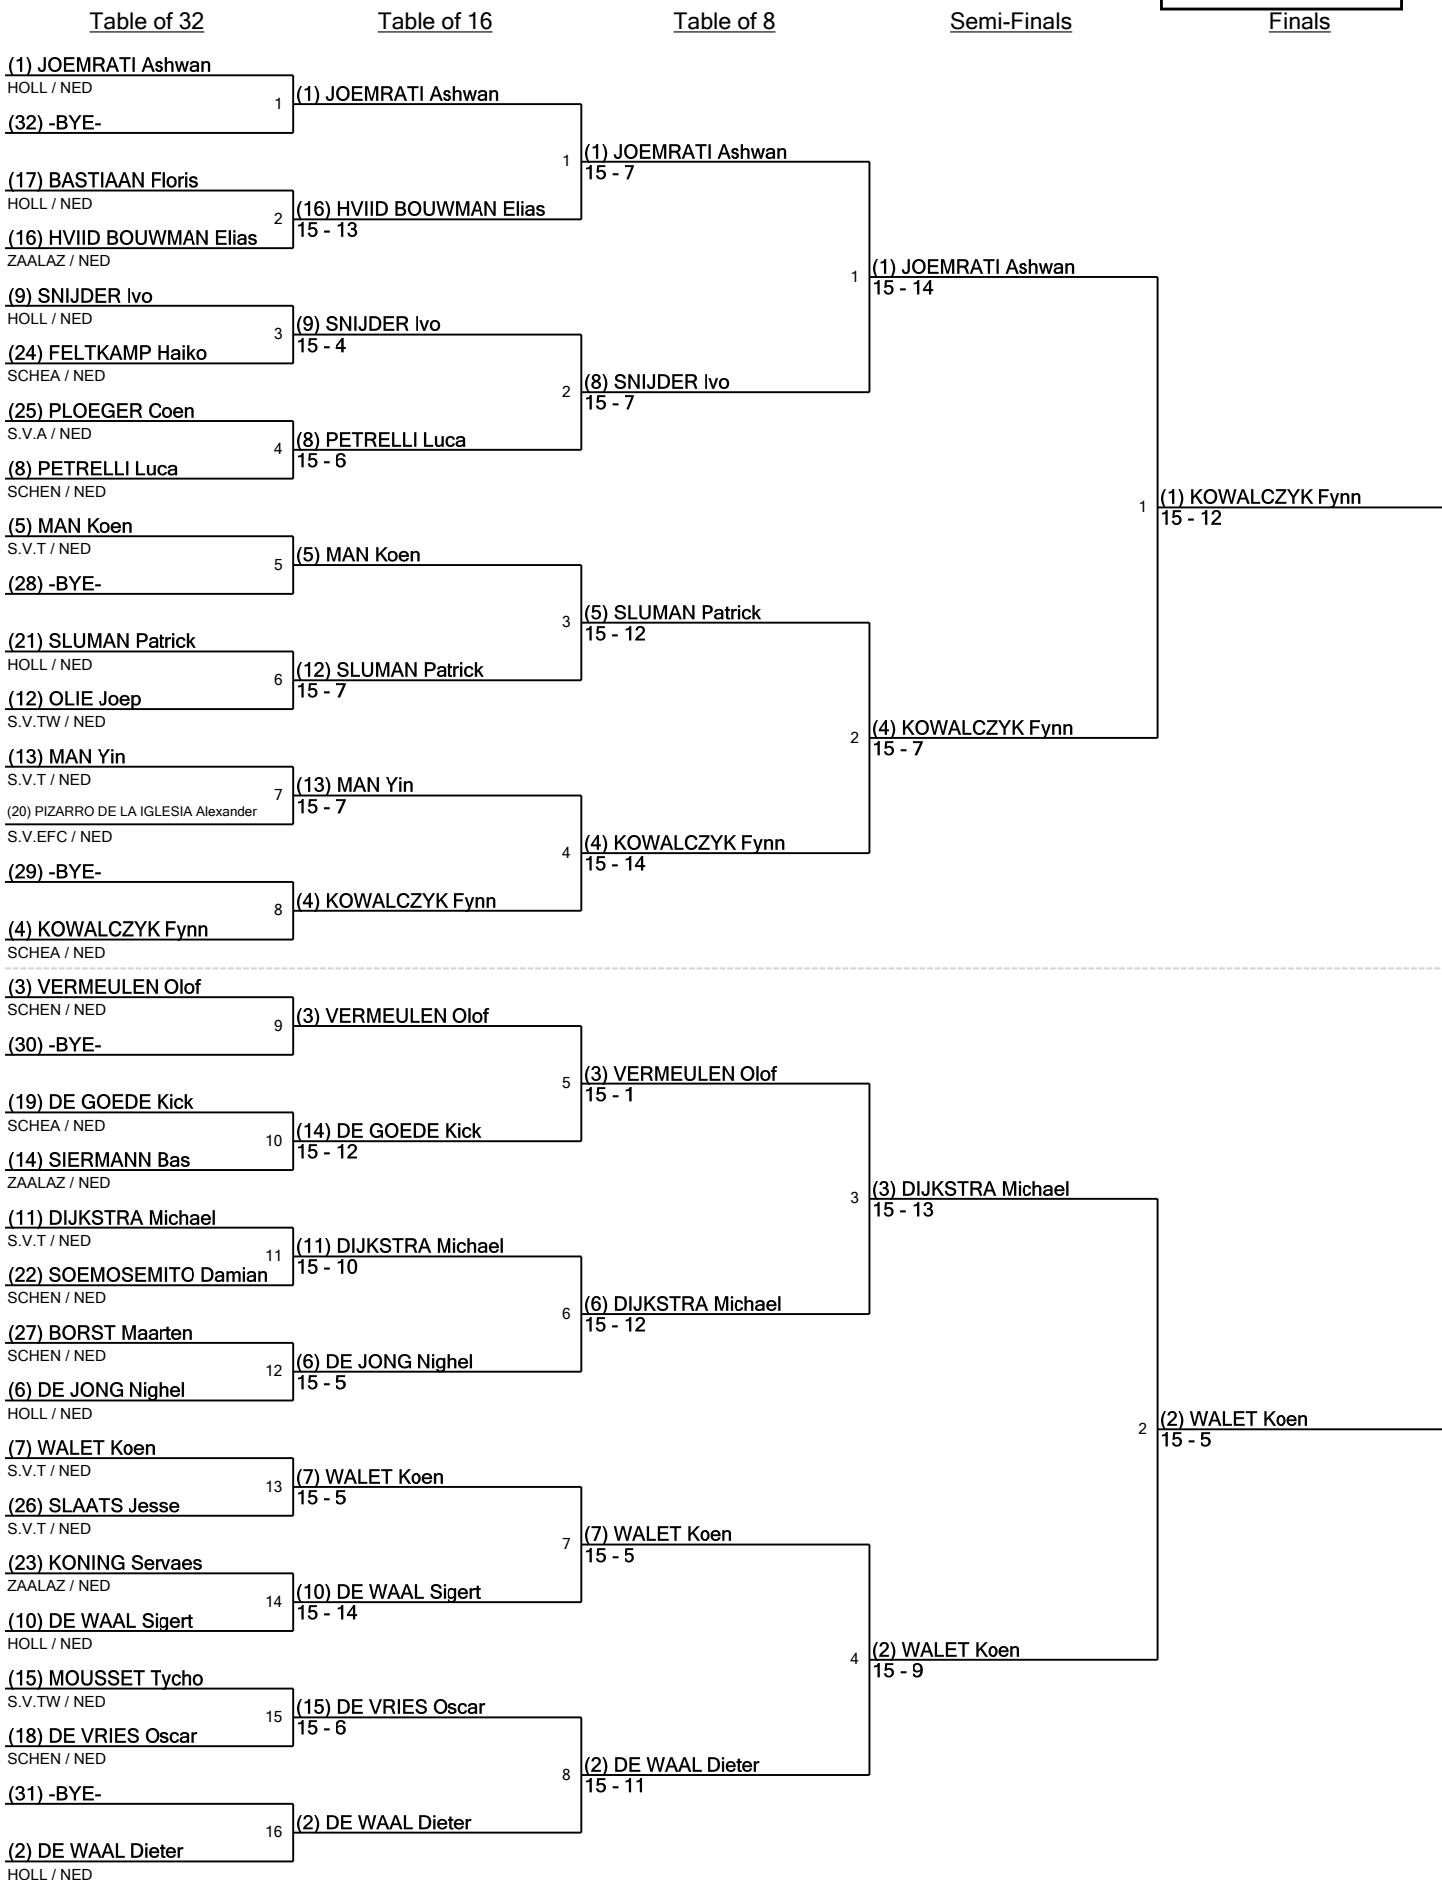 Table of 32
Table of 16
Table of 8
Semi-Finals
Finals
(1) JOEMRATI Ashwan
HOLL / NED
1
(32) -BYE-
(17) BASTIAAN Floris
HOLL / NED
2
(16) HVIID BOUWMAN Elias
ZAALAZ / NED
(9) SNIJDER Ivo
HOLL / NED
3
(24) FELTKAMP Haiko
SCHEA / NED
(25) PLOEGER Coen
S.V.A / NED
4
(8) PETRELLI Luca
SCHEN / NED
(5) MAN Koen
S.V.T / NED
5
(28) -BYE-
(21) SLUMAN Patrick
HOLL / NED
6
(12) OLIE Joep
S.V.TW / NED
(13) MAN Yin
S.V.T / NED
7
(20) PIZARRO DE LA IGLESIA Alexander
S.V.EFC / NED
(29) -BYE-
8
(4) KOWALCZYK Fynn
SCHEA / NED
(3) VERMEULEN Olof
SCHEN / NED
9
(30) -BYE-
(19) DE GOEDE Kick
SCHEA / NED
10
(14) SIERMANN Bas
ZAALAZ / NED
(11) DIJKSTRA Michael
S.V.T / NED
11
(22) SOEMOSEMITO Damian
SCHEN / NED
(27) BORST Maarten
SCHEN / NED
12
(6) DE JONG Nighel
HOLL / NED
(7) WALET Koen
S.V.T / NED
13
(26) SLAATS Jesse
S.V.T / NED
(23) KONING Servaes
ZAALAZ / NED
14
(10) DE WAAL Sigert
HOLL / NED
(15) MOUSSET Tycho
S.V.TW / NED
15
(18) DE VRIES Oscar
SCHEN / NED
(31) -BYE-
16
(2) DE WAAL Dieter
HOLL / NED
(1) JOEMRATI Ashwan
1
(16) HVIID BOUWMAN Elias
15 - 13
(9) SNIJDER Ivo
15 - 4
2
(8) PETRELLI Luca
15 - 6
(5) MAN Koen
3
(12) SLUMAN Patrick
15 - 7
(13) MAN Yin
15 - 7
4
(4) KOWALCZYK Fynn
(3) VERMEULEN Olof
5
(14) DE GOEDE Kick
15 - 12
(11) DIJKSTRA Michael
15 - 10
6
(6) DE JONG Nighel
15 - 5
(7) WALET Koen
15 - 5
7
(10) DE WAAL Sigert
15 - 14
(15) DE VRIES Oscar
15 - 6
8
(2) DE WAAL Dieter
(1) JOEMRATI Ashwan
15 - 7
1
(8) SNIJDER Ivo
15 - 7
(5) SLUMAN Patrick
15 - 12
2
(4) KOWALCZYK Fynn
15 - 14
(3) VERMEULEN Olof
15 - 1
3
(6) DIJKSTRA Michael
15 - 12
(7) WALET Koen
15 - 5
4
(2) DE WAAL Dieter
15 - 11
(1) JOEMRATI Ashwan
15 - 14
1
(4) KOWALCZYK Fynn
15 - 7
(3) DIJKSTRA Michael
15 - 13
2
(2) WALET Koen
15 - 9
(1) KOWALCZYK Fynn
15 - 12
(2) WALET Koen
15 - 5